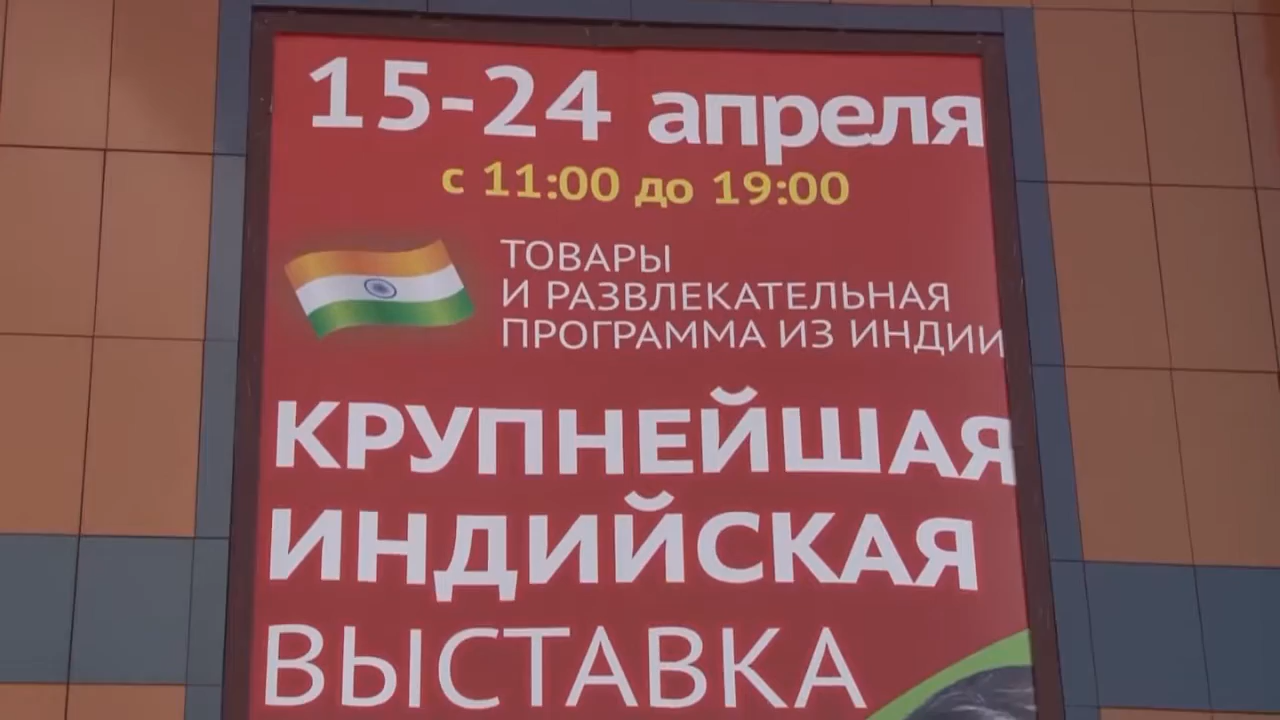 15-24 апреля
с 11:00 до 19:00
ТОВАРЫ
И РАЗВЛЕКАТЕЛЬНАЯ
ПРОГРАММА ИЗ ИНДИИ
КРУПНЕЙШАЯ
ИНДИЙСКАЯ
ВЫСТАВКА